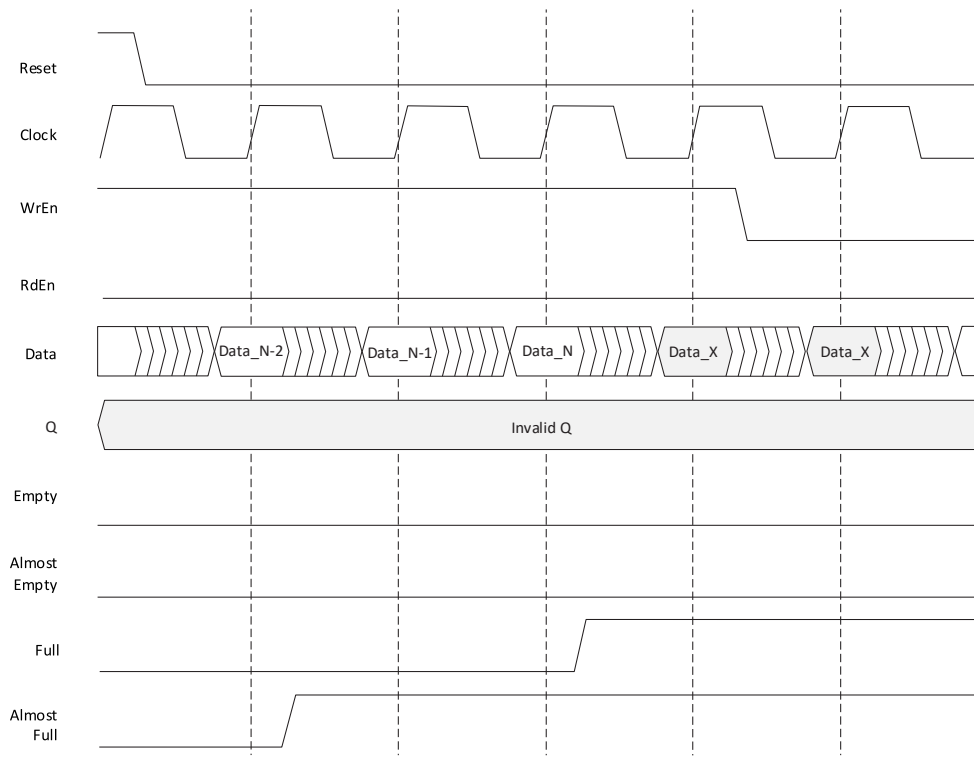 Reset
Clock
WrEn
RdEn
Data
Data_N-2
Data_N-1
Data_N
Data_X
Data_X
Q
Invalid Q
Empty
Almost
Empty
Full
Almost
Full